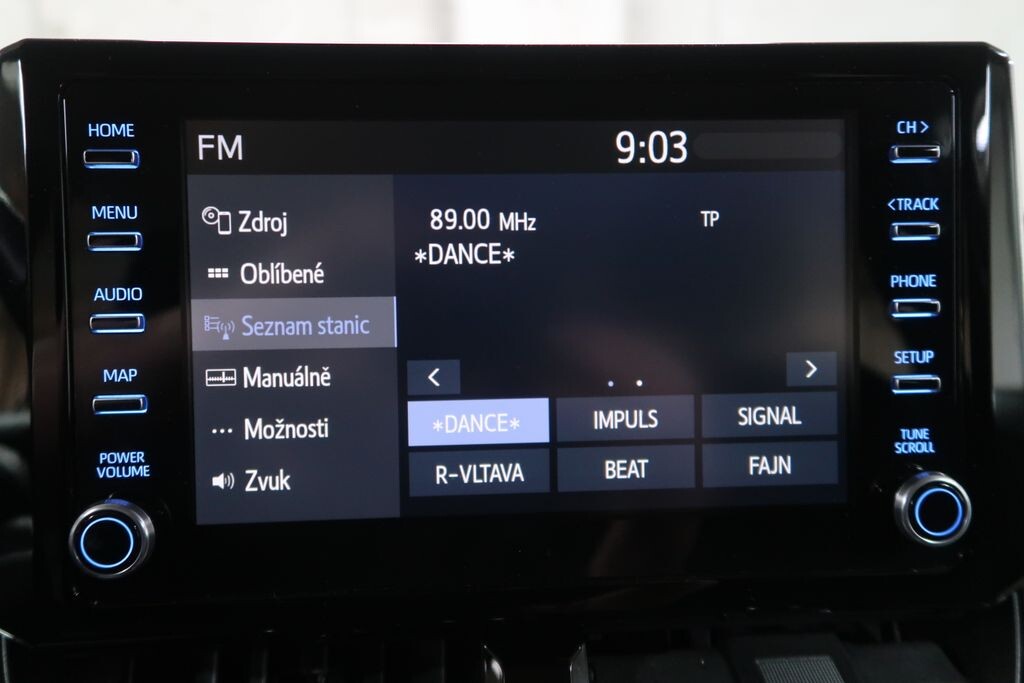 HOME
MENU
AUDIO
MAP
POWER
VOLUME
FM
9:03
Zdroj
Oblíbené
Seznam stanic
Manuálně
Možnosti
Zvuk
89.00 MHz
TP
*DANCE*
<
>
*DANCE*
IMPULS
SIGNAL
R-VLTAVA
BEAT
FAJN
CH >
<TRACK
PHONE
SETUP
TUNE
SCROLL